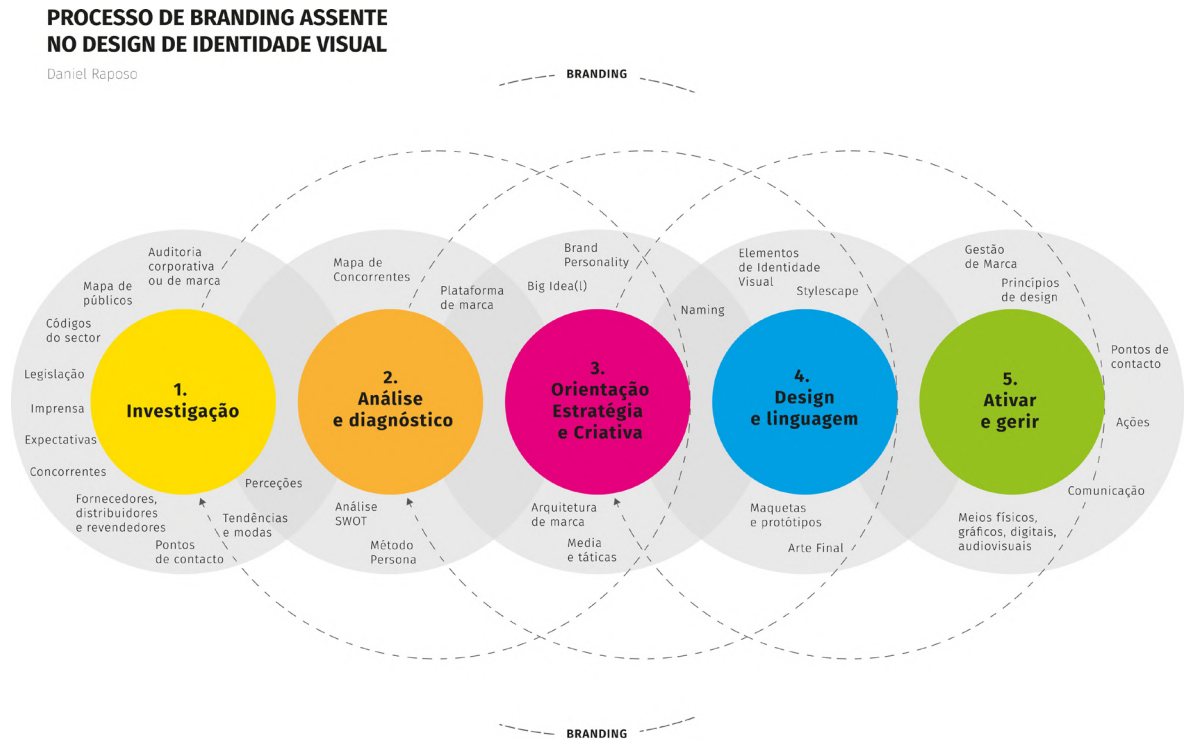 PROCESSO DE BRANDING ASSENTE
NO DESIGN DE IDENTIDADE VISUAL
Daniel Raposo
BRANDING
Auditoria
corporativa
ou de marca
Mapa de
públicos
Códigos
do sector
Legislação
Imprensa
Expectativas
Concorrentes
Fornecedores,
distribuidores
e revendedores
Pontos
de contacto
Tendências
e modas
Perceções
1.
Investigação
Mapa de
Concorrentes
Plataforma
de marca
2.
Análise
e diagnóstico
Análise
SWOT
Método
Persona
Brand
Personality
Big Idea(l)
Naming
3.
Orientação
Estratégia
e Criativa
Arquitetura
de marca
Media
e táticas
Elementos
de Identidade
Visual
Stylescape
4.
Design
e linguagem
Maquetas
e protótipos
Arte Final
Gestão
de Marca
Princípios
de design
5.
Ativar
e gerir
Pontos de
contacto
Ações
Comunicação
Meios físicos,
gráficos, digitais,
audiovisuais
BRANDING